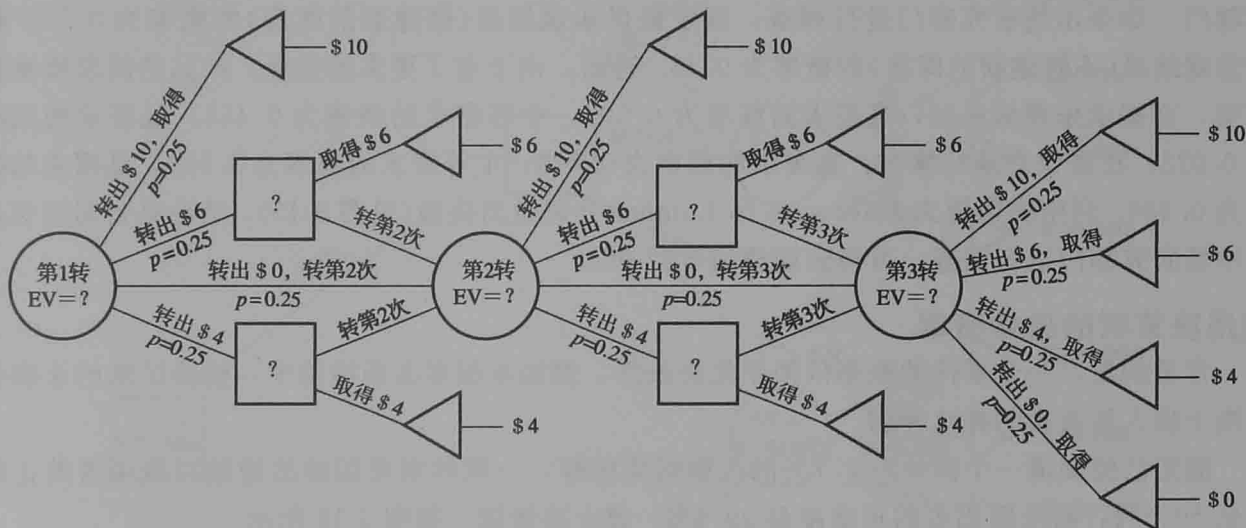 $10
转出$10，取得
p=0.25
取得$6
$6
?
转出$6
p=0.25
转第2次
第1转
EV=?
转出$0，转第2次
p=0.25
转出$4
p=0.25
?
转第2次
取得$4
$4
第2转
EV=?
$10
转出$10，取得
p=0.25
取得$6
$6
?
转出$6
p=0.25
转第3次
转出$0，转第3次
p=0.25
转出$4
p=0.25
?
转第3次
取得$4
$4
第3转
EV=?
转出$10，取得
p=0.25
$10
转出$6，取得
p=0.25
$6
转出$4，取得
p=0.25
$4
转出$0，取得
p=0.25
$0